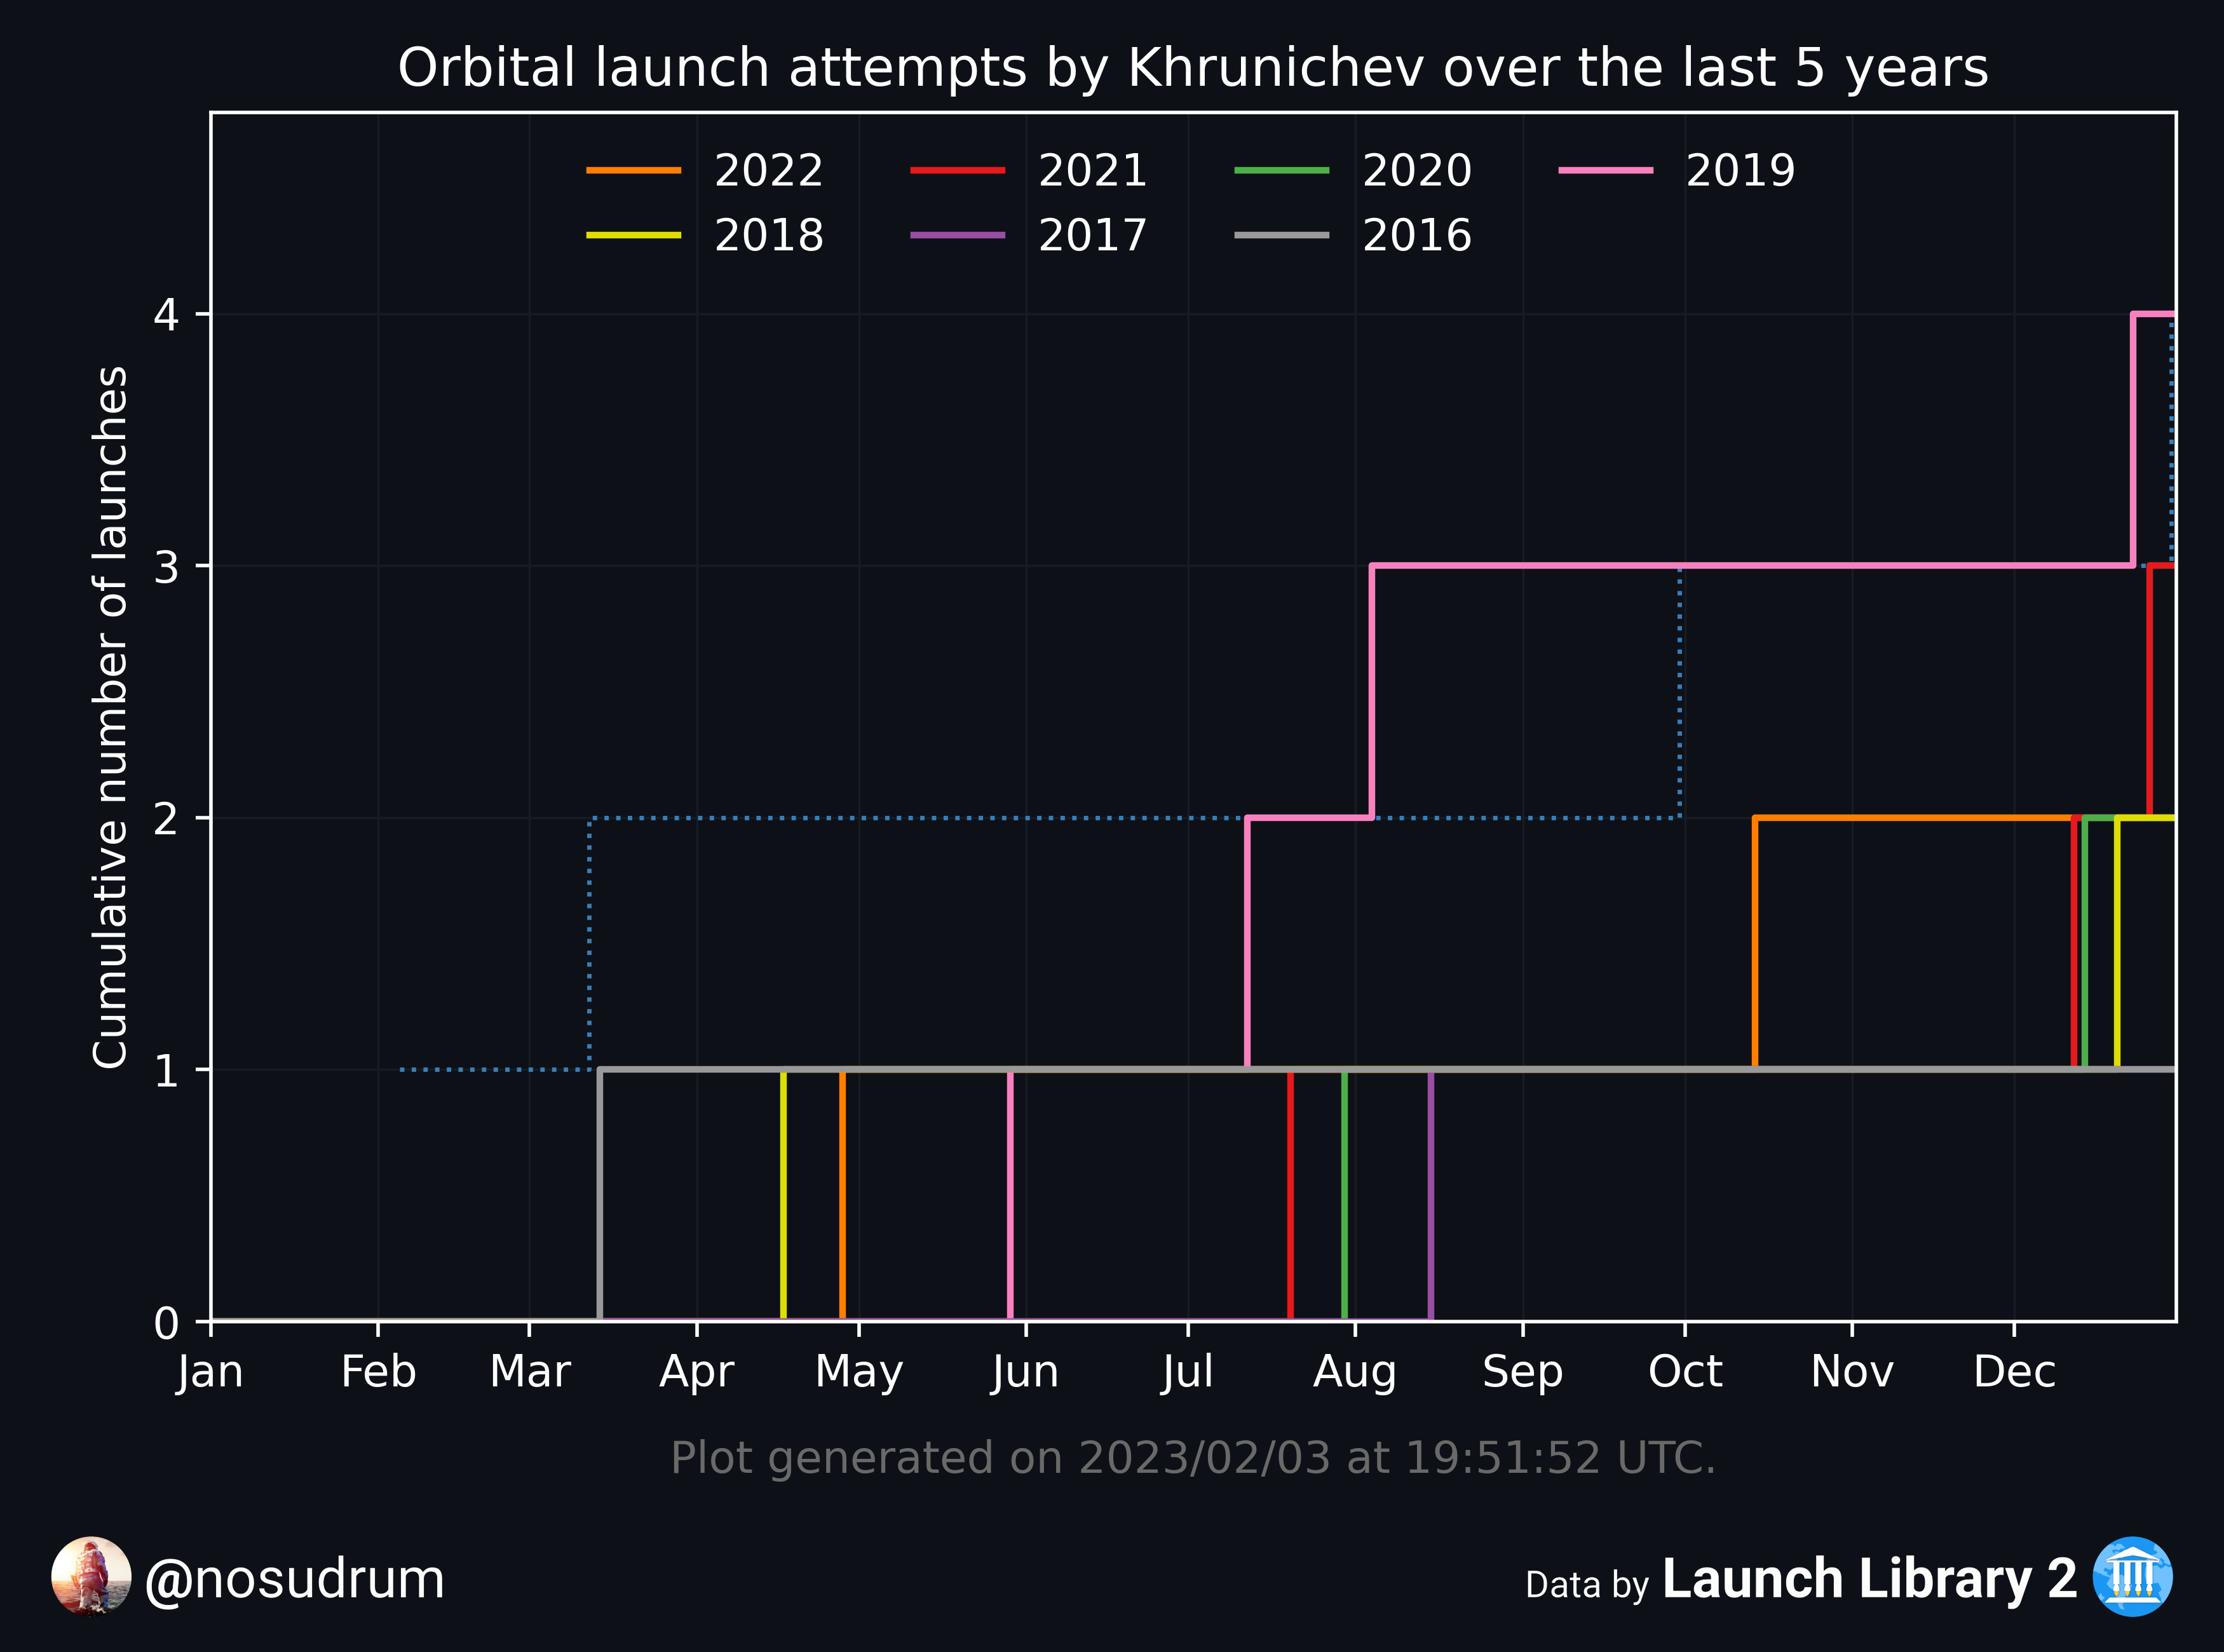 Orbital launch attempts by Khrunichev over the last 5 years
2022 2021 2020 2019
2018 2017 2016
Cumulative number of launches
4
3
2
1
0
Jan Feb Mar Apr May Jun Jul Aug Sep Oct Nov Dec
Plot generated on 2023/02/03 at 19:51:52 UTC.
@nosudrum
Data by Launch Library 2